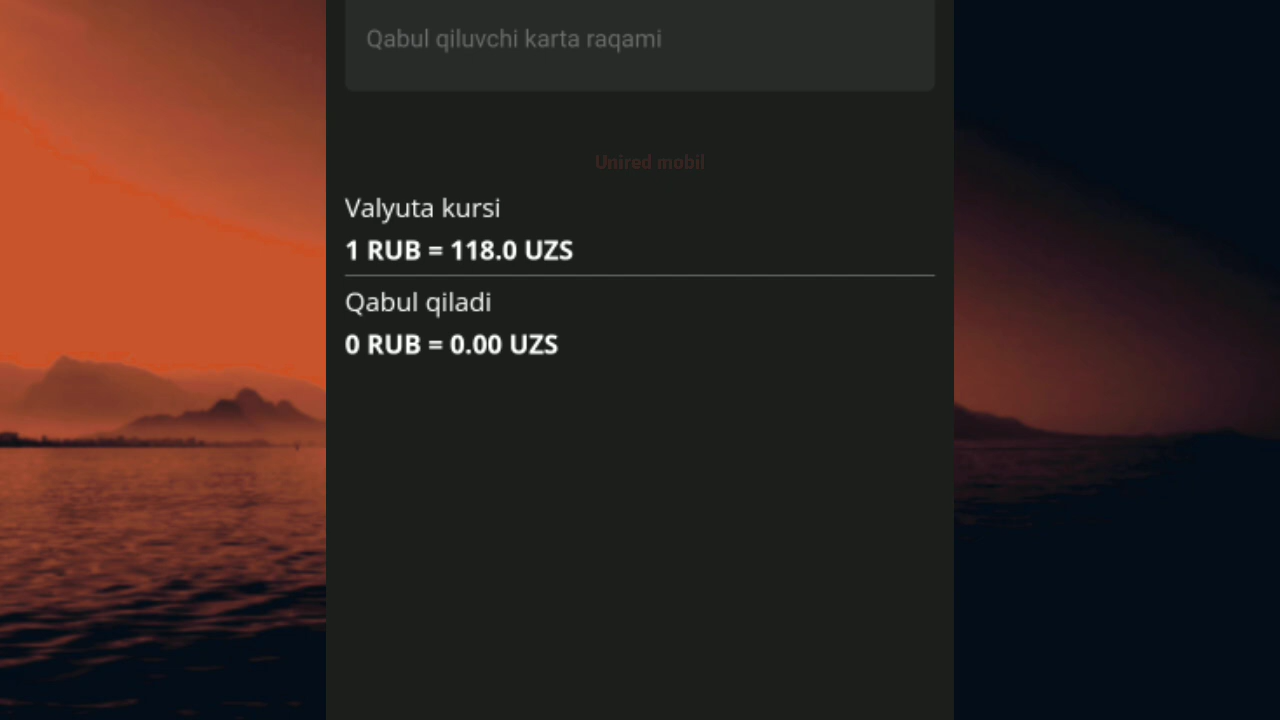 Qabul qiluvchi karta raqami
Unired mobil
Valyuta kursi
1 RUB = 118.0 UZS
Qabul qiladi
0 RUB = 0.00 UZS